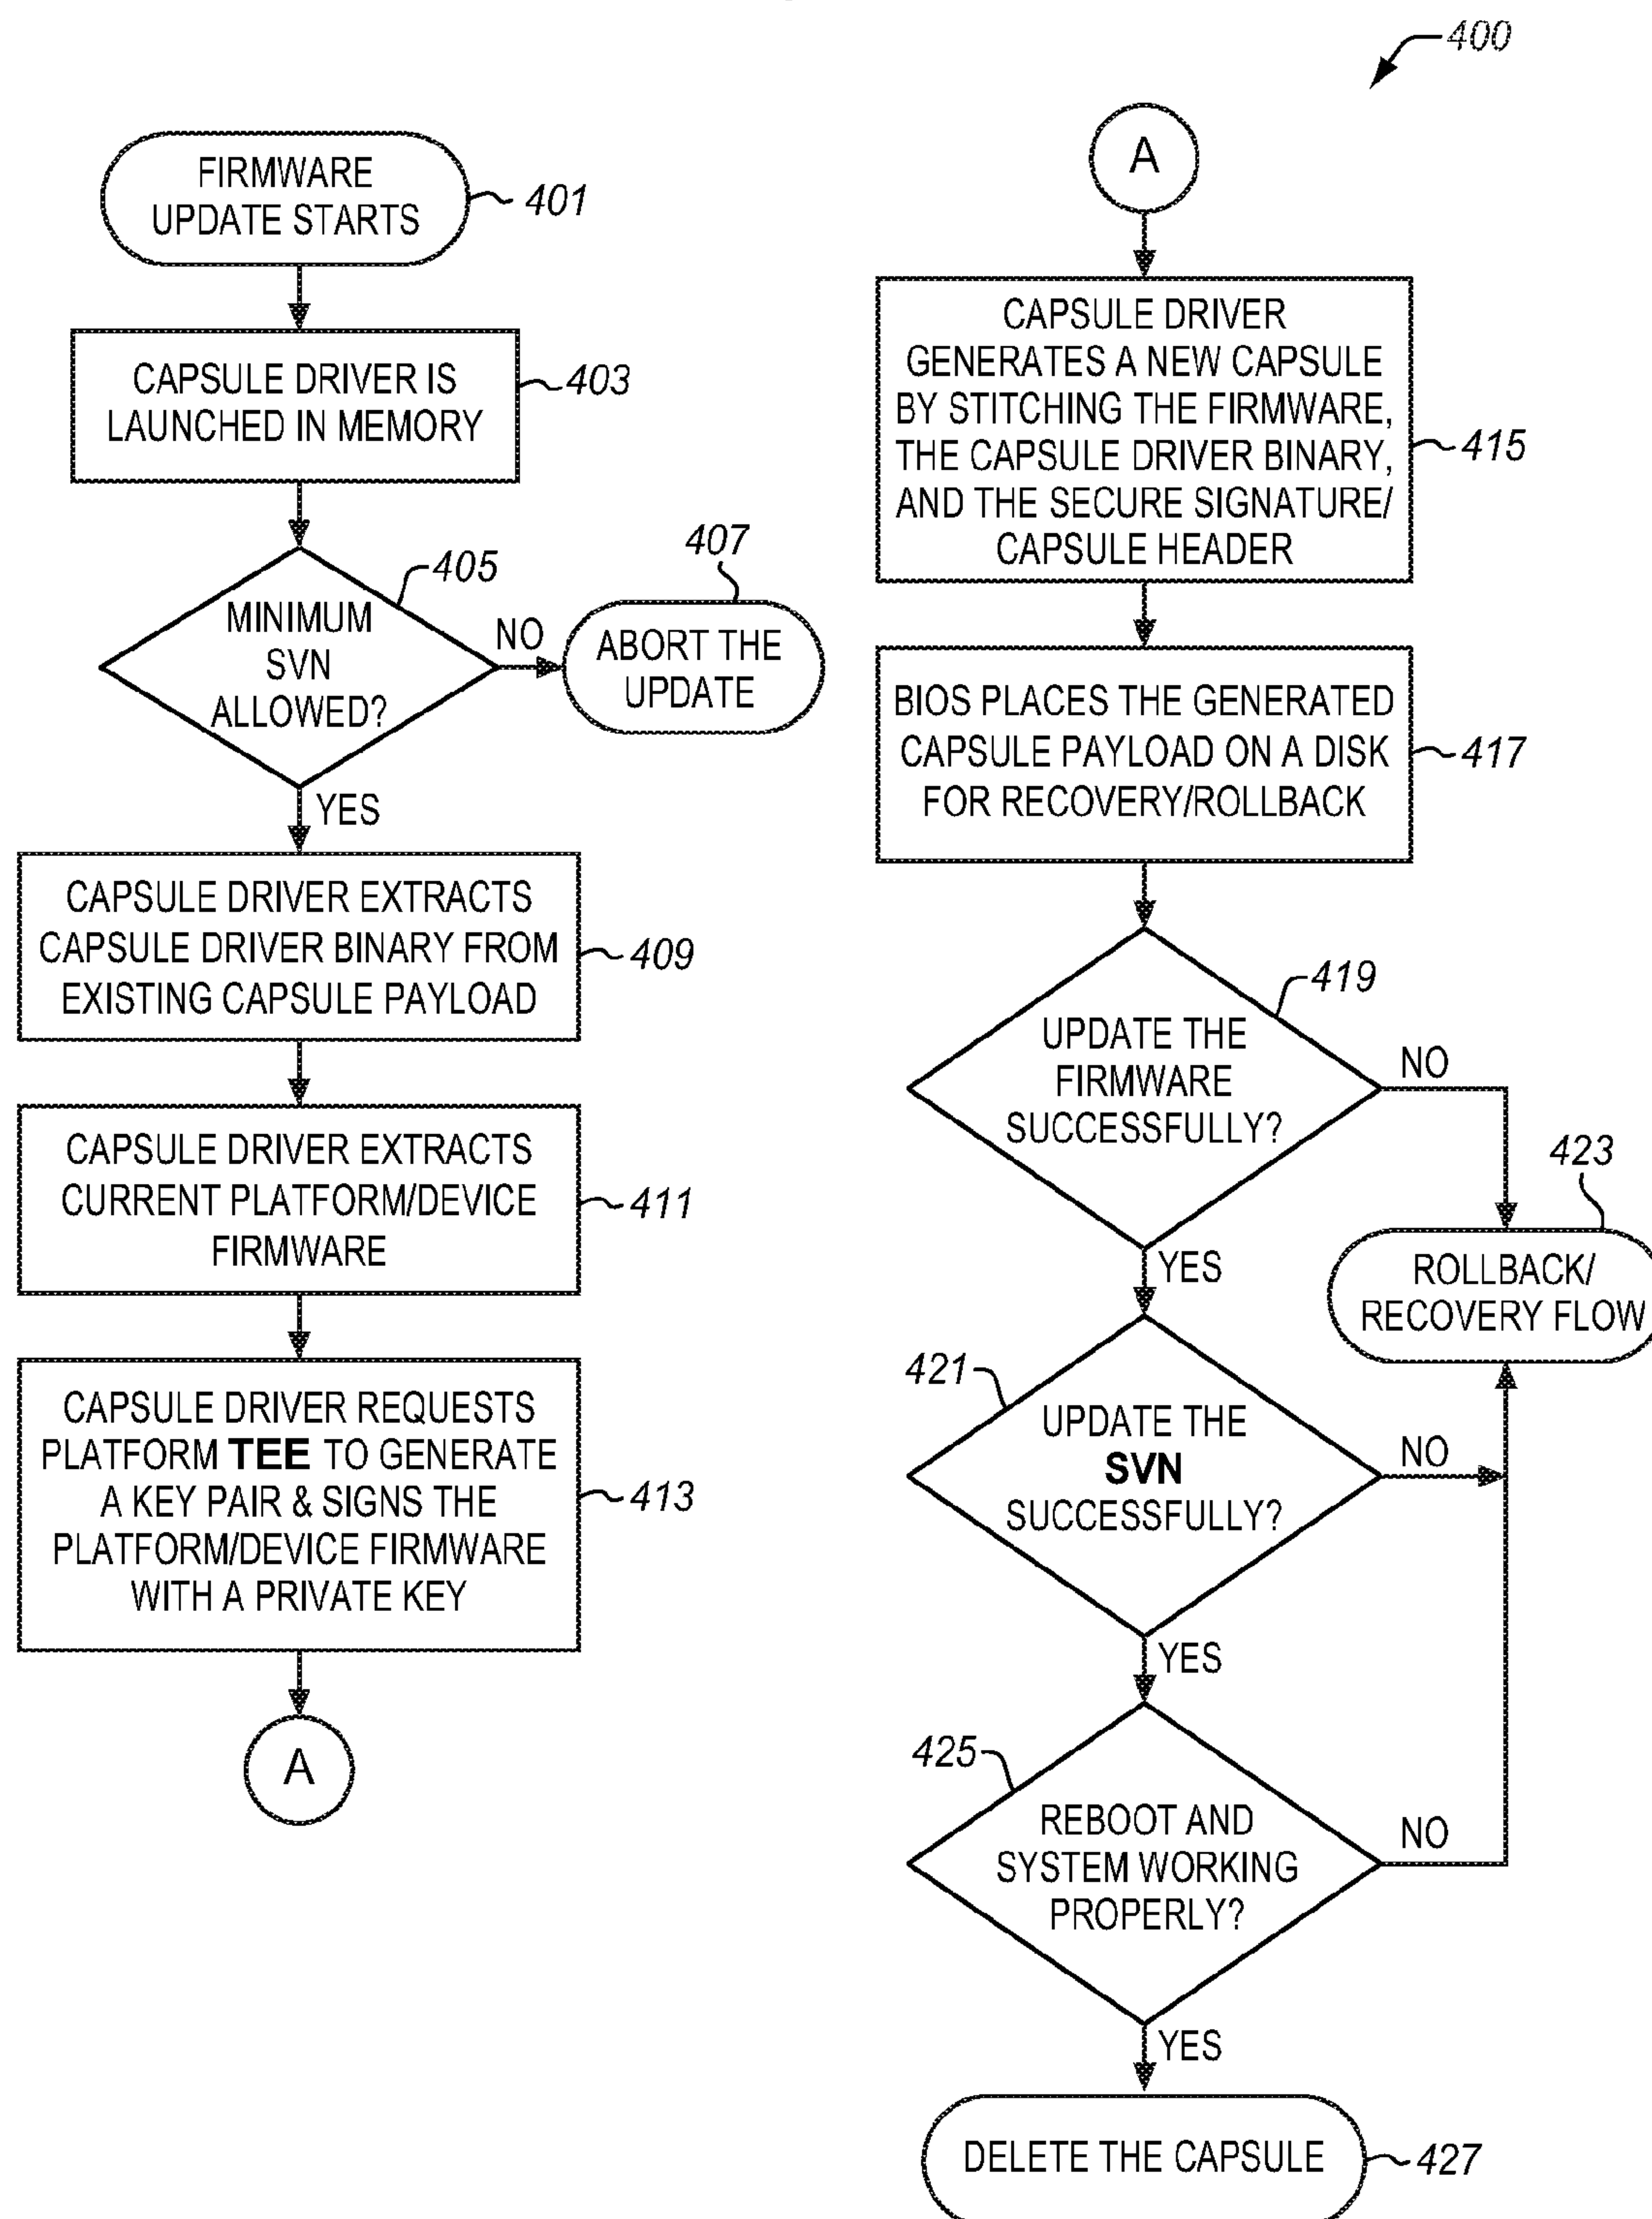 400
FIRMWARE
UPDATE STARTS
401
CAPSULE DRIVER IS
LAUNCHED IN MEMORY
403
405
MINIMUM
SVN
ALLOWED?
NO
407
ABORT THE
UPDATE
YES
CAPSULE DRIVER EXTRACTS
CAPSULE DRIVER BINARY FROM
EXISTING CAPSULE PAYLOAD
409
CAPSULE DRIVER EXTRACTS
CURRENT PLATFORM/DEVICE
FIRMWARE
411
CAPSULE DRIVER REQUESTS
PLATFORM TEE TO GENERATE
A KEY PAIR & SIGNS THE
PLATFORM/DEVICE FIRMWARE
WITH A PRIVATE KEY
413
A
A
CAPSULE DRIVER
GENERATES A NEW CAPSULE
BY STITCHING THE FIRMWARE,
THE CAPSULE DRIVER BINARY,
AND THE SECURE SIGNATURE/
CAPSULE HEADER
415
BIOS PLACES THE GENERATED
CAPSULE PAYLOAD ON A DISK
FOR RECOVERY/ROLLBACK
417
419
UPDATE THE
FIRMWARE
SUCCESSFULLY?
NO
423
ROLLBACK/
RECOVERY FLOW
YES
421
UPDATE THE
SVN
SUCCESSFULLY?
NO
YES
425
REBOOT AND
SYSTEM WORKING
PROPERLY?
NO
YES
DELETE THE CAPSULE
427